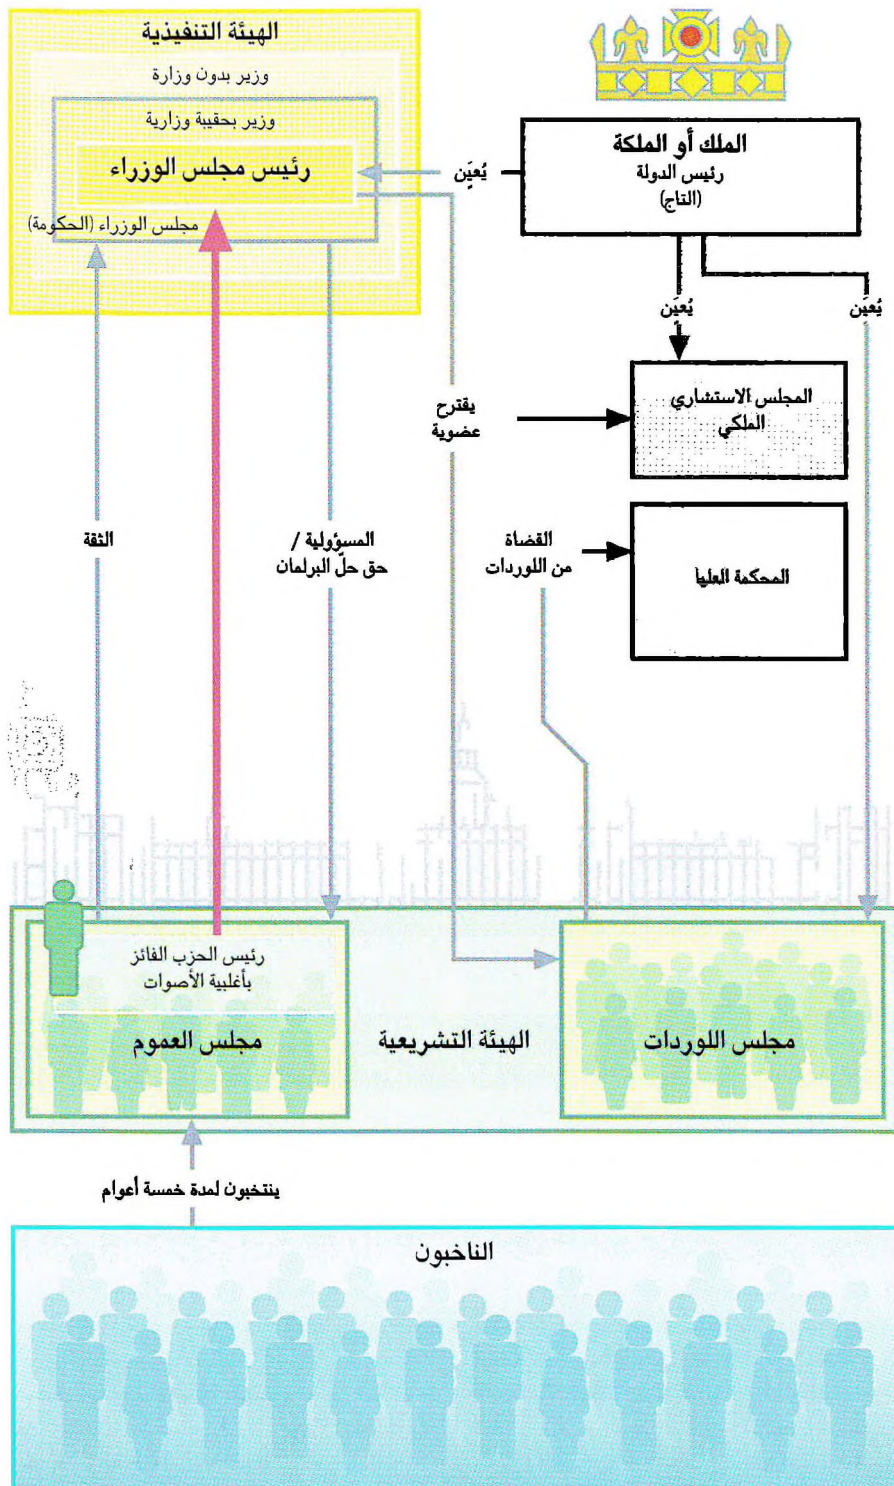 الهيئة التنفيذية
وزير بدون وزارة
وزير بحقيبة وزارية
رئيس مجلس الوزراء
مجلس الوزراء (الحكومة)
الملك أو الملكة
رئيس الدولة
(التاج)
يُعيَن
يُعيَن
يُعيَن
المجلس الاستشاري
الملكي
يقترح
عضوية
الثقة
المسؤولية /
حق حلّ البرلمان
القضاة
من اللوردات
المحكمة العليا
رئيس الحزب الفائز
بأغلبية الأصوات
مجلس العموم
الهيئة التشريعية
مجلس اللوردات
ينتخبون لمدة خمسة أعوام
الناخبون